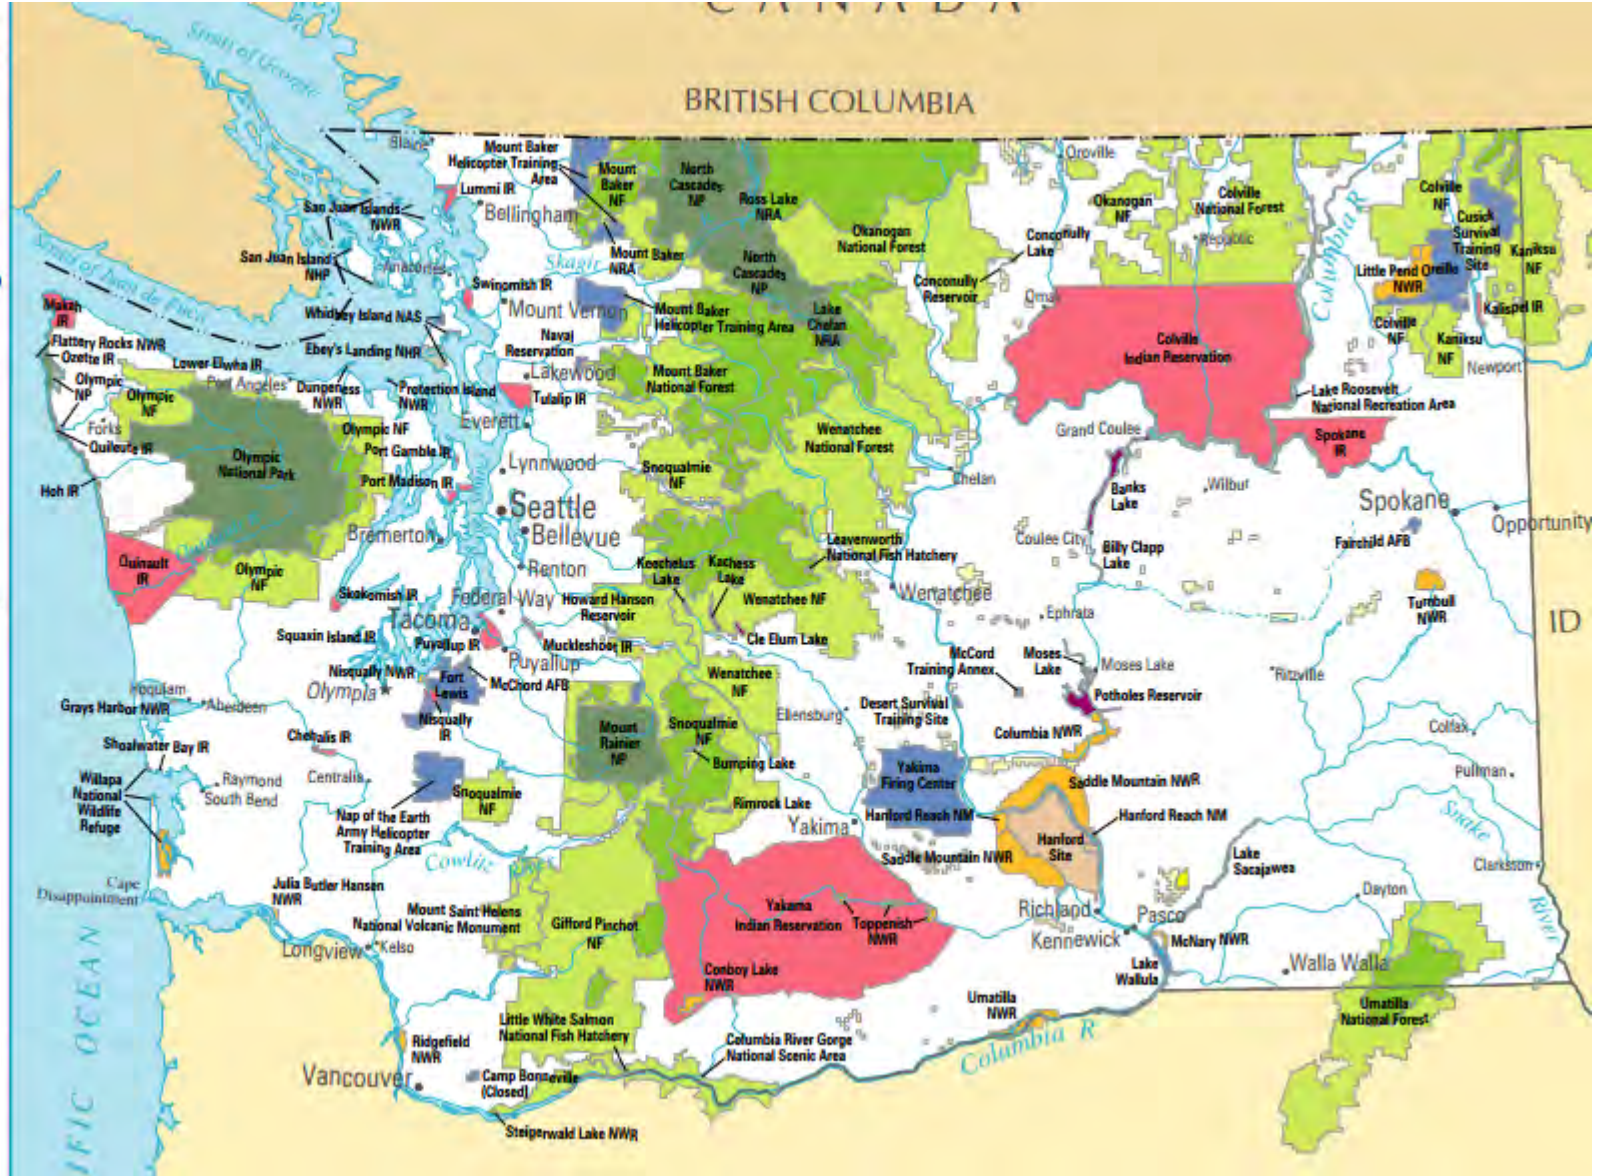 CANADA
BRITISH COLUMBIA
Strait of Georgia
Strait of Juan de Fuca
Blaine
Mount Baker
Helicopter Training
Area
Lummi IR
Bellingham
San Juan Islands
NWR
San Juan Island
NHP
Anacortes
Skagit
Swinomish IR
Mount Vernon
Whidbey Island NAS
Ebey's Landing NHR
Naval
Reservation
Lakewood
Makah
IR
Flattery Rocks NWR
Ozette IR
Olympic
NP
Lower Elwha IR
Port Angeles
Dungeness
NWR
Protection Island
NWR
Tulalip IR
Everett
Forks
Quileute IR
Olympic
NF
Olympic NF
Port Gamble IR
Port Madison IR
Olympic
National Park
Hoh IR
Lynnwood
Seattle
Bellevue
Bremerton
Renton
Quinault
IR
Olympic
NF
Skokomish IR
Federal Way
Tacoma
Squaxin Island IR
Puyallup IR
Puyallup
Muckleshoot IR
Howard Hanson
Reservoir
Nisqually NWR
Fort
Lewis
McChord AFB
Olympia
Nisqually
IR
Hoquiam
Aberdeen
Grays Harbor NWR
Shoalwater Bay IR
Chehalis IR
Willapa
National
Wildlife
Refuge
Raymond
South Bend
Centralia
Nap of the Earth
Army Helicopter
Training Area
Snoqualmie
NF
Cowlitz
Cape
Disappointment
Julia Butler Hansen
NWR
Mount Saint Helens
National Volcanic Monument
Longview
Kelso
Gifford Pinchot
NF
Little White Salmon
National Fish Hatchery
Ridgefield
NWR
Vancouver
Camp Bonneville
(Closed)
Steigerwald Lake NWR
Columbia River Gorge
National Scenic Area
IFIC OCEAN
Mount
Baker
NF
North
Cascades
NP
Ross Lake
NRA
Mount Baker
NRA
North
Cascades
NP
Okanogan
National Forest
Mount Baker
Helicopter Training Area
Lake
Chelan
NRA
Mount Baker
National Forest
Wenatchee
National Forest
Snoqualmie
NF
Chelan
Leavenworth
National Fish Hatchery
Keechelus
Lake
Kachess
Lake
Wenatchee NF
Cle Elum Lake
Wenatchee
Wenatchee
NF
Mount
Rainier
NP
Snoqualmie
NF
Bumping Lake
Rimrock Lake
Ellensburg
Yakima
Desert Survival
Training Site
Yakima
Firing Center
Hanford Reach NM
Saddle Mountain NWR
Yakama
Indian Reservation
Toppenish
NWR
Conboy Lake
NWR
Oroville
Conconully
Lake
Conconully
Reservoir
Omak
Okanogan
NF
Colville
National Forest
Republic
Columbia R
Colville
NF
Cusick
Survival
Training
Site
Kaniksu
NF
Little Pend Oreille
NWR
Kalispel IR
Colville
NF
Kaniksu
NF
Newport
Colville
Indian Reservation
Lake Roosevelt
National Recreation Area
Spokane
IR
Grand Coulee
Banks
Lake
Wilbur
Spokane
Opportunity
Fairchild AFB
Coulee City
Billy Clapp
Lake
Turnbull
NWR
Ephrata
ID
McCord
Training Annex
Moses
Lake
Moses Lake
Ritzville
Potholes Reservoir
Columbia NWR
Saddle Mountain NWR
Hanford Reach NM
Hanford
Site
Colfax
Pullman
Snake
Clarkston
Lake
Sacajawea
Dayton
Richland
Pasco
Kennewick
McNary NWR
Lake
Wallula
Walla Walla
River
Umatilla
NWR
Columbia R
Umatilla
National Forest